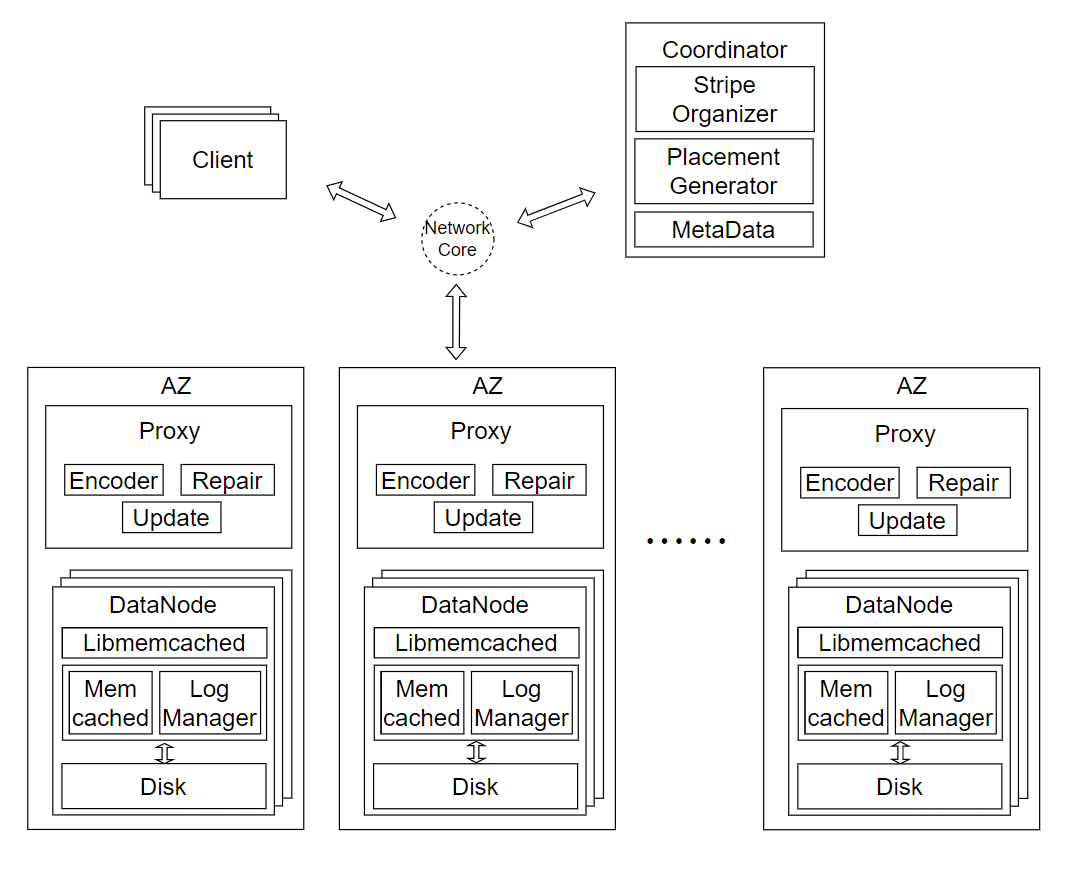 Coordinator
Stripe
Organizer
Placement
Generator
MetaData
Client
Network
Core
AZ
Proxy
Encoder
Repair
Update
DataNode
Libmemcached
Mem
cached
Log
Manager
Disk
AZ
Proxy
Encoder
Repair
Update
DataNode
Libmemcached
Mem
cached
Log
Manager
Disk
......
AZ
Proxy
Encoder
Repair
Update
DataNode
Libmemcached
Mem
cached
Log
Manager
Disk